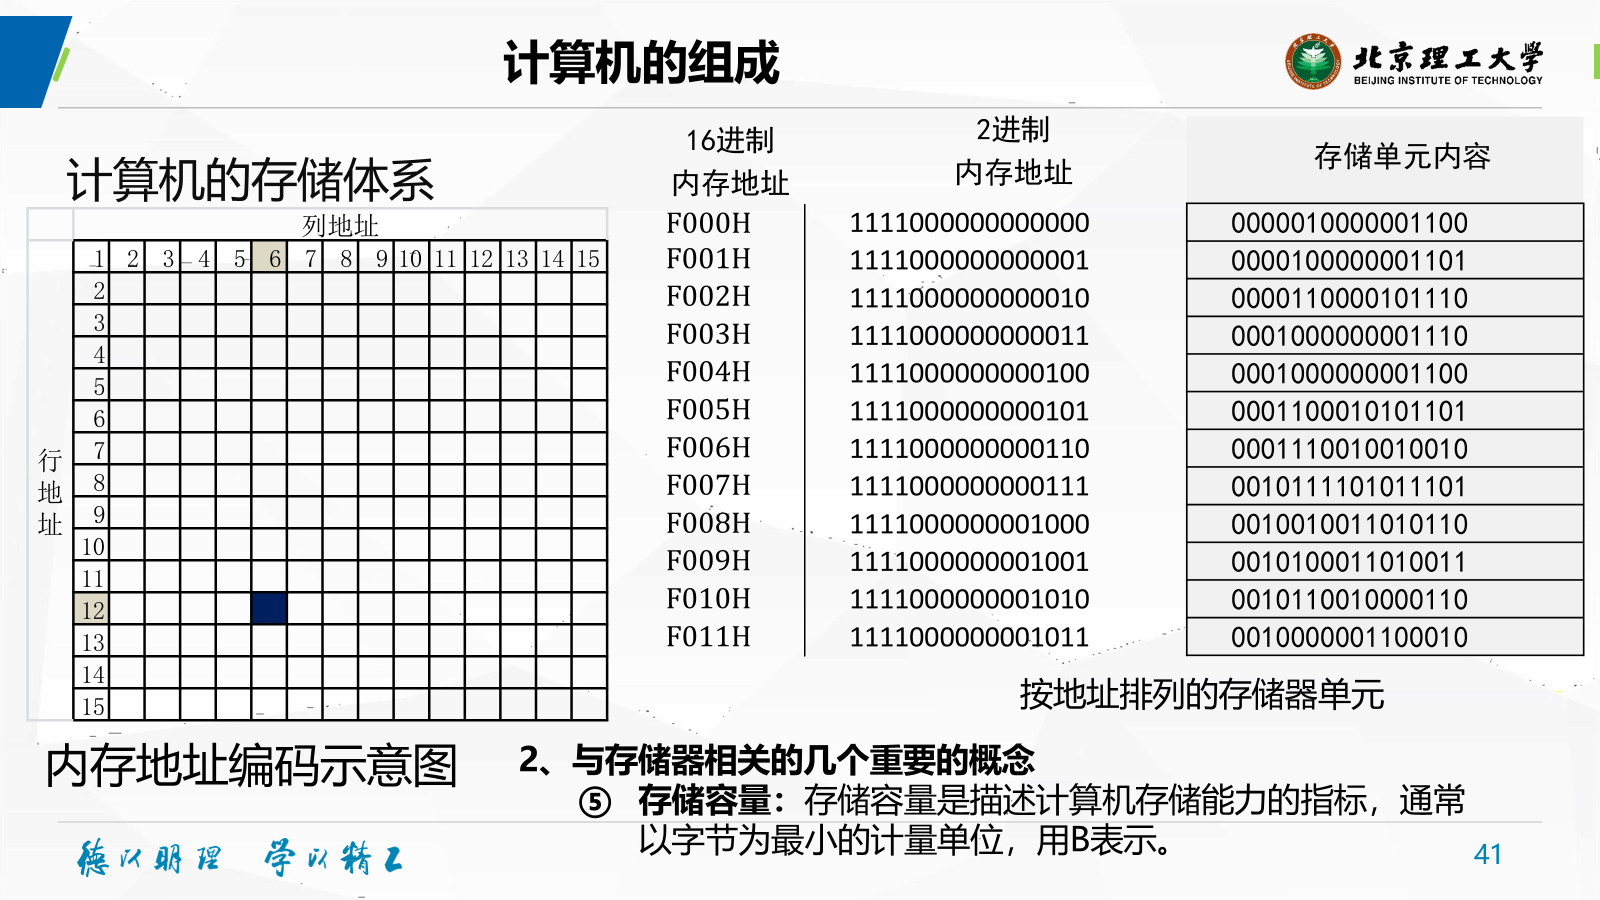 计算机的组成
北京理工大学
BEIJING INSTITUTE OF TECHNOLOGY
计算机的存储体系
列地址
1 2 3 4 5 6 7 8 9 10 11 12 13 14 15
2
3
4
5
6
7
8
9
10
11
12
13
14
15
行地址
内存地址编码示意图
16进制 2进制 存储单元内容
内存地址 内存地址
F000H 1111000000000000 0000010000001100
F001H 1111000000000001 0000100000001101
F002H 1111000000000010 0000110000101110
F003H 1111000000000011 0001000000001110
F004H 1111000000000100 0001000000001100
F005H 1111000000000101 0001100010101101
F006H 1111000000000110 0001110010010010
F007H 1111000000000111 0010111101011101
F008H 1111000000001000 0010010011010110
F009H 1111000000001001 0010100011010011
F010H 1111000000001010 0010110010000110
F011H 1111000000001011 0010000001100010
按地址排列的存储器单元
2、与存储器相关的几个重要的概念
⑤ 存储容量：存储容量是描述计算机存储能力的指标，通常
以字节为最小的计量单位，用B表示。
德以明理 学以精工
41